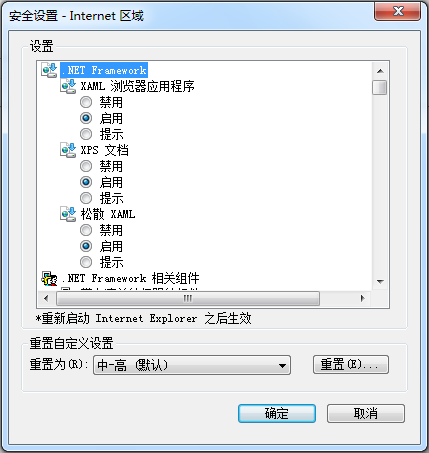 安全设置 - Internet 区域
设置
.NET Framework
XAML 浏览器应用程序
禁用
启用
提示
XPS 文档
禁用
启用
提示
松散 XAML
禁用
启用
提示
.NET Framework 相关组件
*重新启动 Internet Explorer 之后生效
重置自定义设置
重置为(R): 中-高 (默认) 重置(E)...
确定 取消